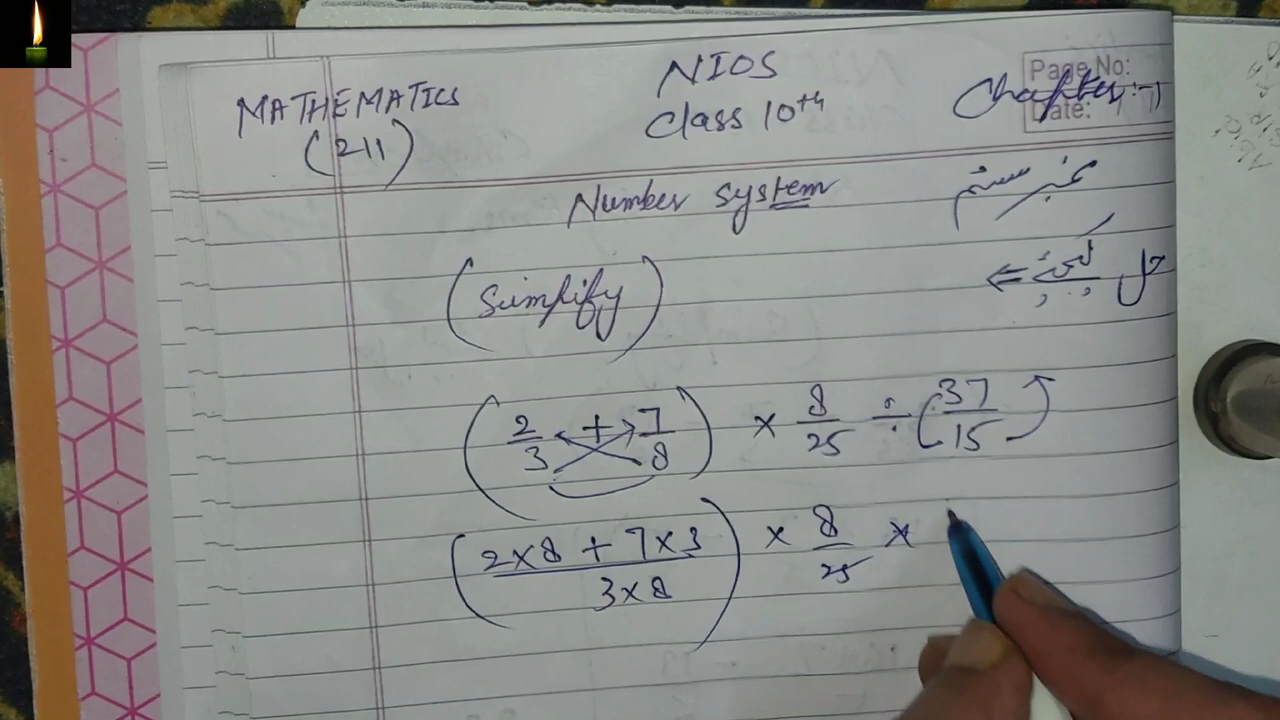 MATHEMATICS
(211)
NIOS
Class 10th
Page No:
Date:
Chapter:-1
Number system
نمبر سسٹم
(Simplify)
حل کیجئے ⇐
(2/3 + 7/8) × 8/25 ÷ (37/15)
(2×8 + 7×3 / 3×8) × 8/25 ×